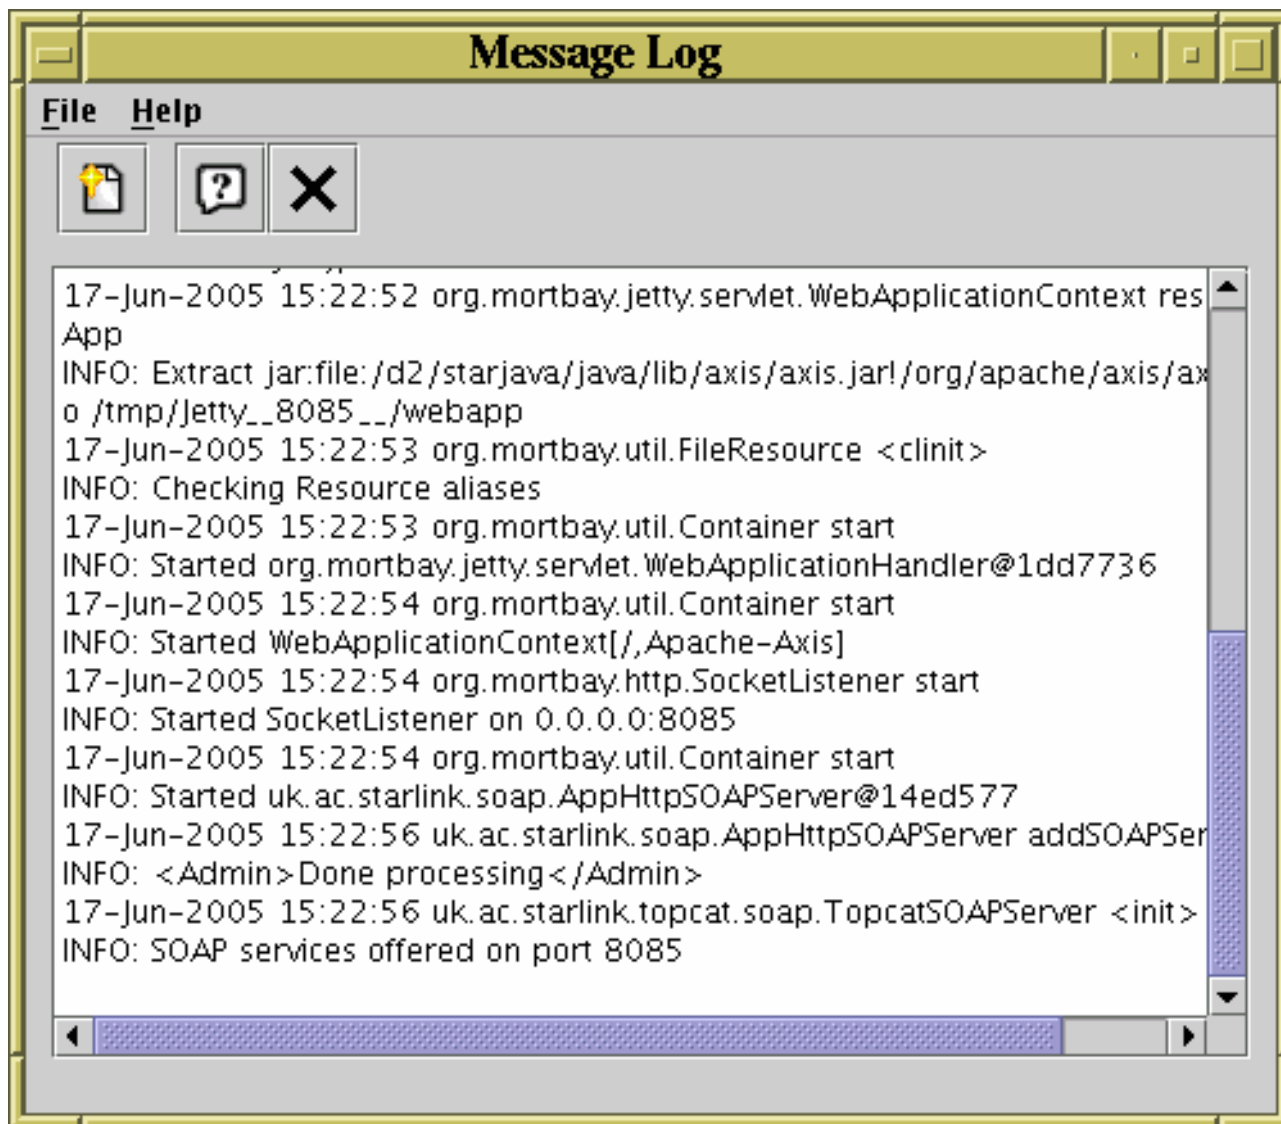 Message Log
File Help
17-Jun-2005 15:22:52 org.mortbay.jetty.servlet.WebApplicationContext res
App
INFO: Extract jar:file:/d2/starjava/java/lib/axis/axis.jar!/org/apache/axis/ax
o /tmp/Jetty__8085__/webapp
17-Jun-2005 15:22:53 org.mortbay.util.FileResource <clinit>
INFO: Checking Resource aliases
17-Jun-2005 15:22:53 org.mortbay.util.Container start
INFO: Started org.mortbay.jetty.servlet.WebApplicationHandler@1dd7736
17-Jun-2005 15:22:54 org.mortbay.util.Container start
INFO: Started WebApplicationContext[/,Apache-Axis]
17-Jun-2005 15:22:54 org.mortbay.http.SocketListener start
INFO: Started SocketListener on 0.0.0.0:8085
17-Jun-2005 15:22:54 org.mortbay.util.Container start
INFO: Started uk.ac.starlink.soap.AppHttpSOAPServer@14ed577
17-Jun-2005 15:22:56 uk.ac.starlink.soap.AppHttpSOAPServer addSOAPSer
INFO: <Admin>Done processing</Admin>
17-Jun-2005 15:22:56 uk.ac.starlink.topcat.soap.TopcatSOAPServer <init>
INFO: SOAP services offered on port 8085